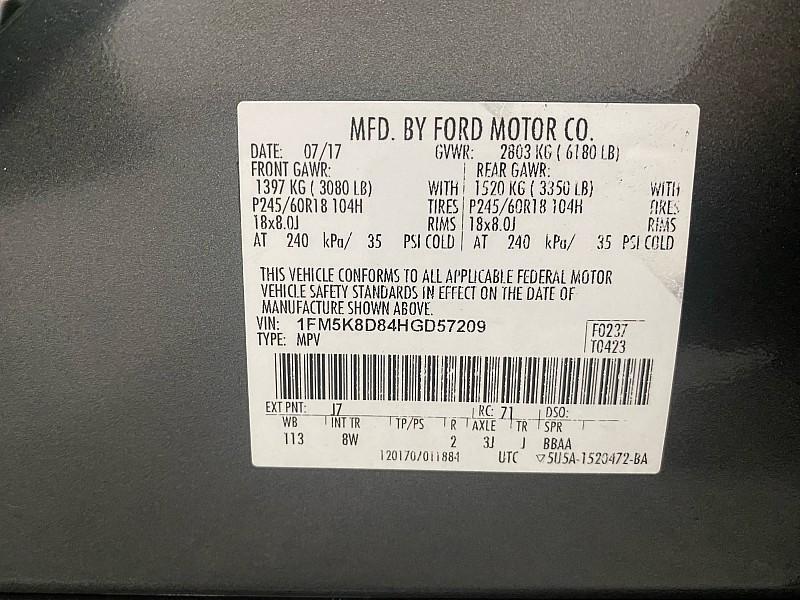 MFD. BY FORD MOTOR CO.
DATE: 07/17 GVWR: 2803 KG ( 6180 LB)
FRONT GAWR: REAR GAWR:
1397 KG ( 3080 LB) WITH 1520 KG ( 3350 LB) WITH
P245/60R18 104H TIRES P245/60R18 104H TIRES
18x8.0J RIMS 18x8.0J RIMS
AT 240 kPa/ 35 PSI COLD AT 240 kPa/ 35 PSI COLD
THIS VEHICLE CONFORMS TO ALL APPLICABLE FEDERAL MOTOR
VEHICLE SAFETY STANDARDS IN EFFECT ON THE DATE OF
MANUFACTURE SHOWN ABOVE.
VIN: 1FM5K8D84HGD57209 F0237
TYPE: MPV T0423
EXT PNT: J7 RC: 71 DSO:
WB INT TR TP/PS R AXLE TR SPR
113 8W 2 3J J BBAA
120170/011884 UTC ▽5U5A-1520472-BA